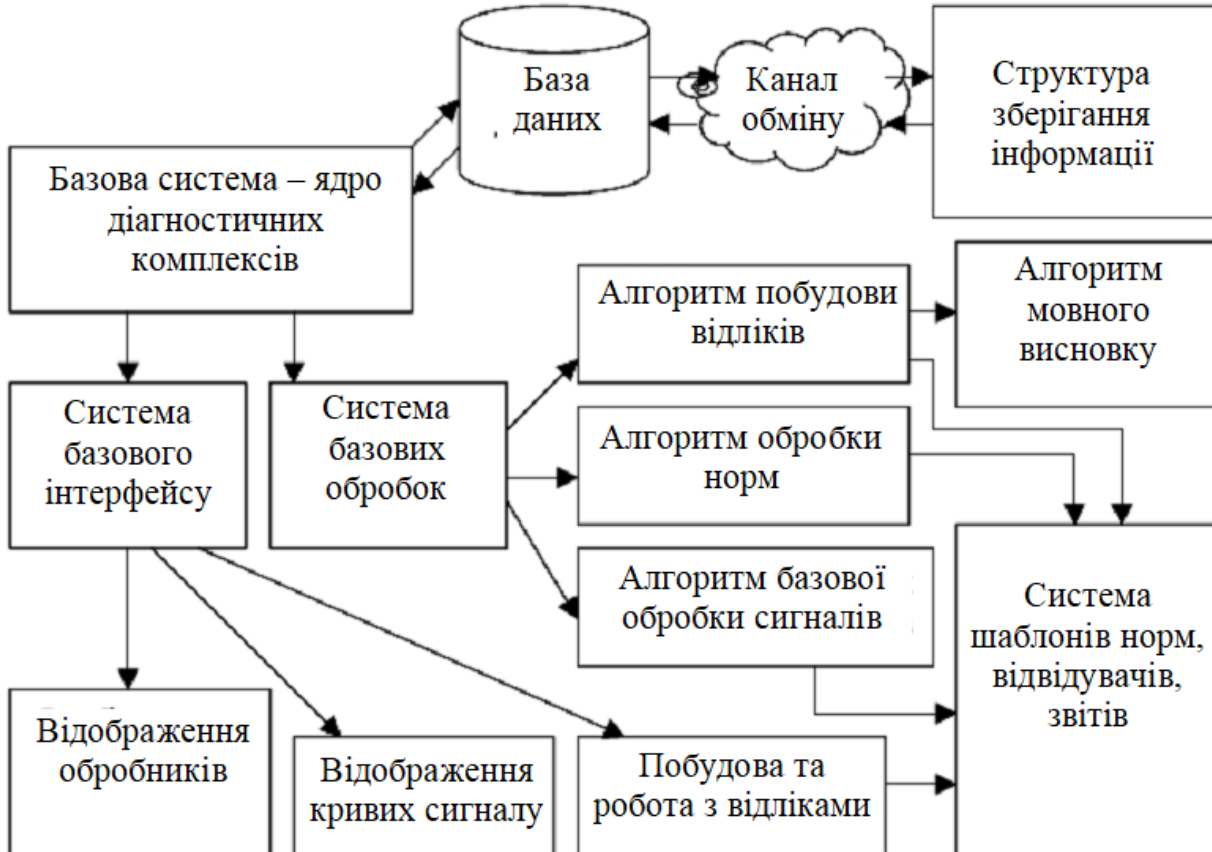 База
даних
Канал
обміну
Структура
зберігання
інформації
Базова система – ядро
діагностичних
комплексів
Алгоритм побудови
відліків
Алгоритм
мовного
висновку
Система
базового
інтерфейсу
Система
базових
обробок
Алгоритм обробки
норм
Алгоритм базової
обробки сигналів
Система
шаблонів норм,
відвідувачів,
звітів
Відображення
обробників
Відображення
кривих сигналу
Побудова та
робота з відліками